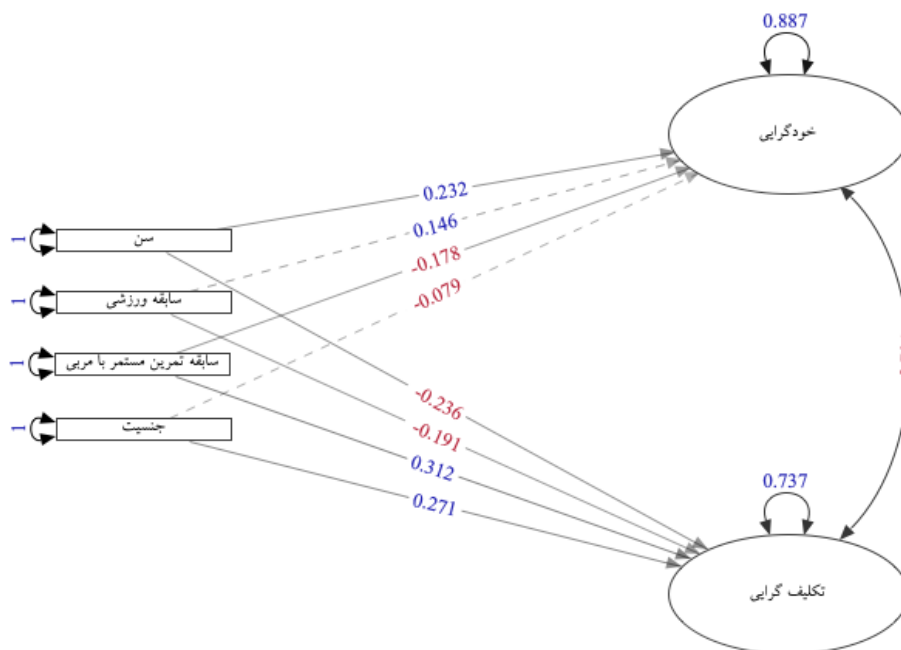 0.887
خودگرایی
0.232
0.146
-0.178
-0.079
1
سن
1
سابقه ورزشی
1
سابقه تمرین مستمر با مربی
1
جنسیت
-0.236
-0.191
0.312
0.271
0.737
تکلیف گرایی